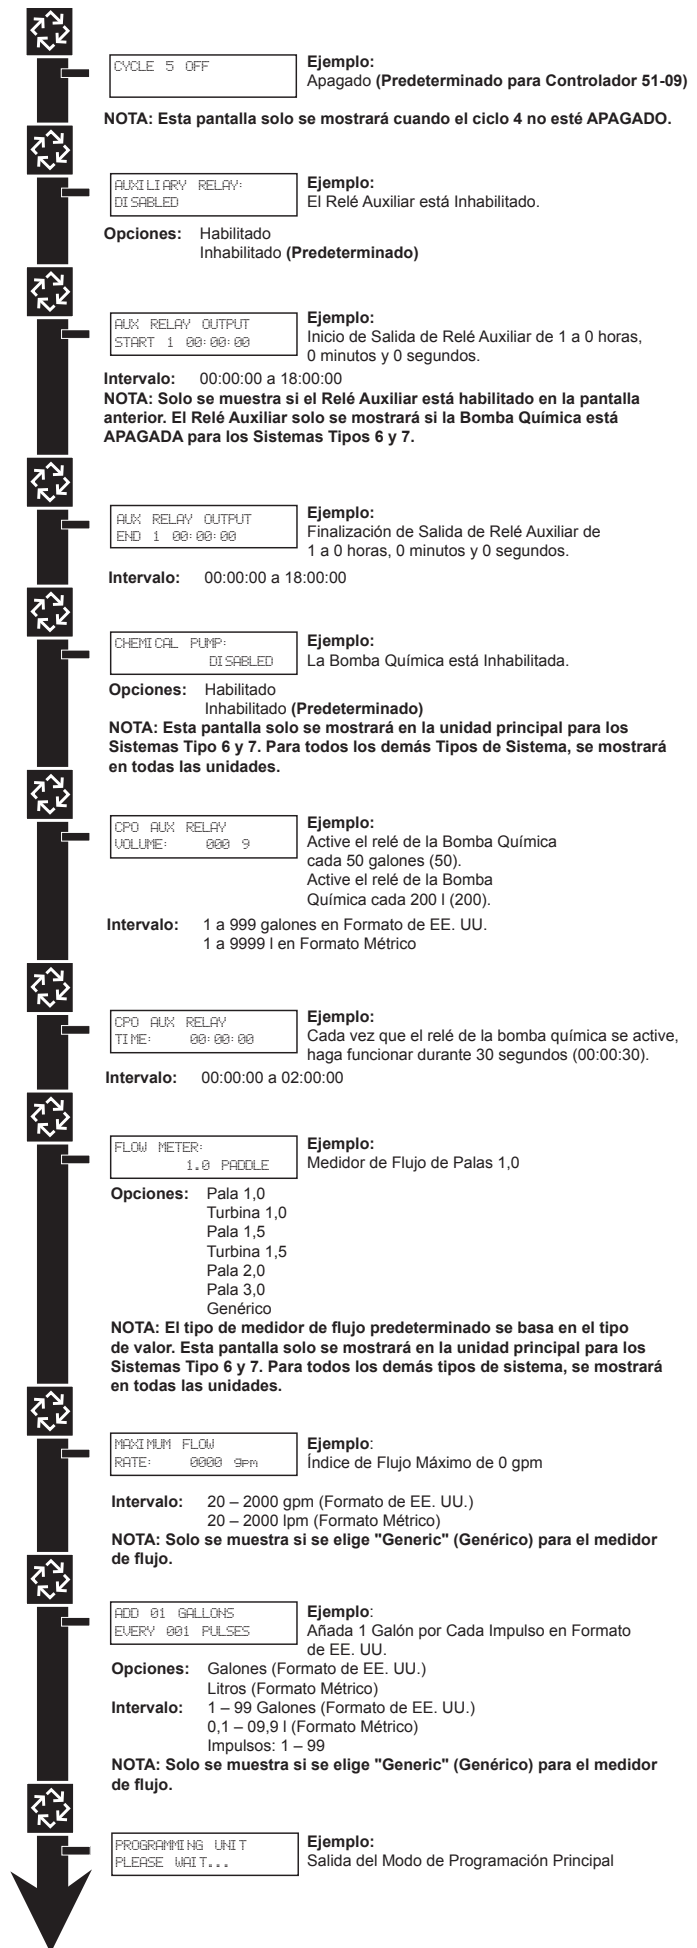 CYCLE 5 OFF
Ejemplo:
Apagado (Predeterminado para Controlador 51-09)
NOTA: Esta pantalla solo se mostrará cuando el ciclo 4 no esté APAGADO.
AUXILIARY RELAY:
DISABLED
Ejemplo:
El Relé Auxiliar está Inhabilitado.
Opciones: Habilitado
Inhabilitado (Predeterminado)
AUX RELAY OUTPUT
START 1 00:00:00
Ejemplo:
Inicio de Salida de Relé Auxiliar de 1 a 0 horas,
0 minutos y 0 segundos.
Intervalo: 00:00:00 a 18:00:00
NOTA: Solo se muestra si el Relé Auxiliar está habilitado en la pantalla
anterior. El Relé Auxiliar solo se mostrará si la Bomba Química está
APAGADA para los Sistemas Tipos 6 y 7.
AUX RELAY OUTPUT
END 1 00:00:00
Ejemplo:
Finalización de Salida de Relé Auxiliar de
1 a 0 horas, 0 minutos y 0 segundos.
Intervalo: 00:00:00 a 18:00:00
CHEMICAL PUMP:
DISABLED
Ejemplo:
La Bomba Química está Inhabilitada.
Opciones: Habilitado
Inhabilitado (Predeterminado)
NOTA: Esta pantalla solo se mostrará en la unidad principal para los
Sistemas Tipo 6 y 7. Para todos los demás Tipos de Sistema, se mostrará
en todas las unidades.
CPO AUX RELAY
VOLUME: 000 9
Ejemplo:
Active el relé de la Bomba Química
cada 50 galones (50).
Active el relé de la Bomba
Química cada 200 l (200).
Intervalo: 1 a 999 galones en Formato de EE. UU.
1 a 9999 l en Formato Métrico
CPO AUX RELAY
TIME: 00:00:00
Ejemplo:
Cada vez que el relé de la bomba química se active,
haga funcionar durante 30 segundos (00:00:30).
Intervalo: 00:00:00 a 02:00:00
FLOW METER:
1.0 PADDLE
Ejemplo:
Medidor de Flujo de Palas 1,0
Opciones: Pala 1,0
Turbina 1,0
Pala 1,5
Turbina 1,5
Pala 2,0
Pala 3,0
Genérico
NOTA: El tipo de medidor de flujo predeterminado se basa en el tipo
de valor. Esta pantalla solo se mostrará en la unidad principal para los
Sistemas Tipo 6 y 7. Para todos los demás tipos de sistema, se mostrará
en todas las unidades.
MAXIMUM FLOW
RATE: 0000 gpm
Ejemplo:
Índice de Flujo Máximo de 0 gpm
Intervalo: 20 – 2000 gpm (Formato de EE. UU.)
20 – 2000 lpm (Formato Métrico)
NOTA: Solo se muestra si se elige "Generic" (Genérico) para el medidor
de flujo.
ADD 01 GALLONS
EVERY 001 PULSES
Ejemplo:
Añada 1 Galón por Cada Impulso en Formato
de EE. UU.
Opciones: Galones (Formato de EE. UU.)
Litros (Formato Métrico)
Intervalo: 1 – 99 Galones (Formato de EE. UU.)
0,1 – 09,9 l (Formato Métrico)
Impulsos: 1 – 99
NOTA: Solo se muestra si se elige "Generic" (Genérico) para el medidor
de flujo.
PROGRAMMING UNIT
PLEASE WAIT...
Ejemplo:
Salida del Modo de Programación Principal